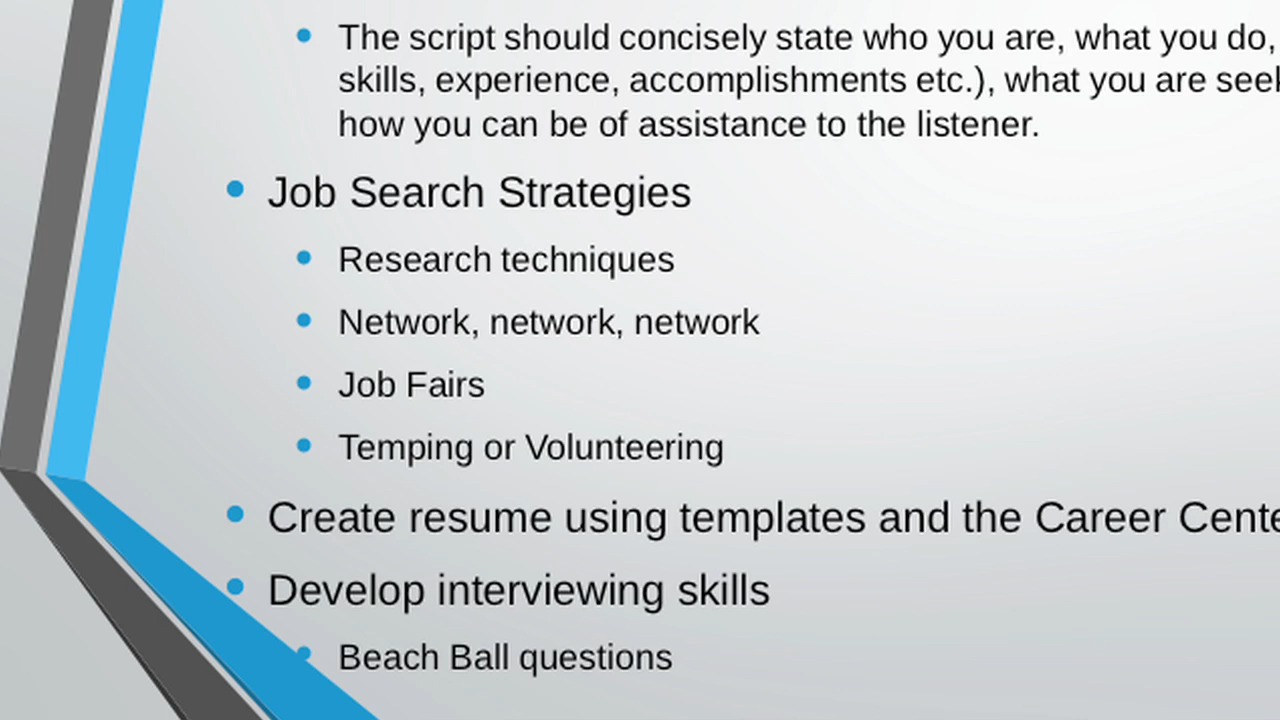 The script should concisely state who you are, what you do,
skills, experience, accomplishments etc.), what you are
how you can be of assistance to the listener.
Job Search Strategies
Research techniques
Network, network, network
Job Fairs
Temping or Volunteering
Create resume using templates and the Career
Develop interviewing skills
Beach Ball questions